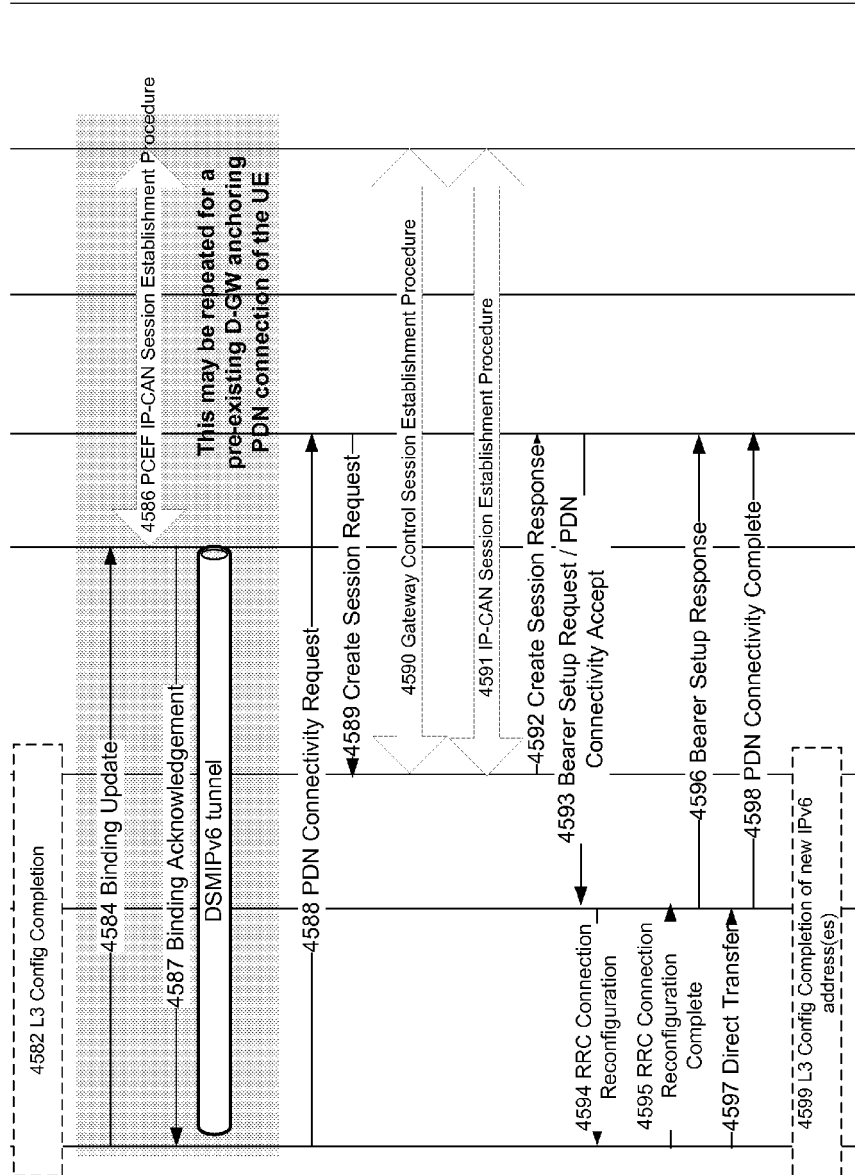 4582 L3 Config Completion
4584 Binding Update
4586 PCEF IP-CAN Session Establishment Procedure
4587 Binding Acknowledgement
DSMIPv6 tunnel
This may be repeated for a
pre-existing D-GW anchoring
PDN connection of the UE
4588 PDN Connectivity Request
4589 Create Session Request
4590 Gateway Control Session Establishment Procedure
4591 IP-CAN Session Establishment Procedure
4592 Create Session Response
4593 Bearer Setup Request / PDN
Connectivity Accept
4594 RRC Connection
Reconfiguration
4595 RRC Connection
Reconfiguration
Complete
4596 Bearer Setup Response
4597 Direct Transfer
4598 PDN Connectivity Complete
4599 L3 Config Completion of new IPv6
address(es)